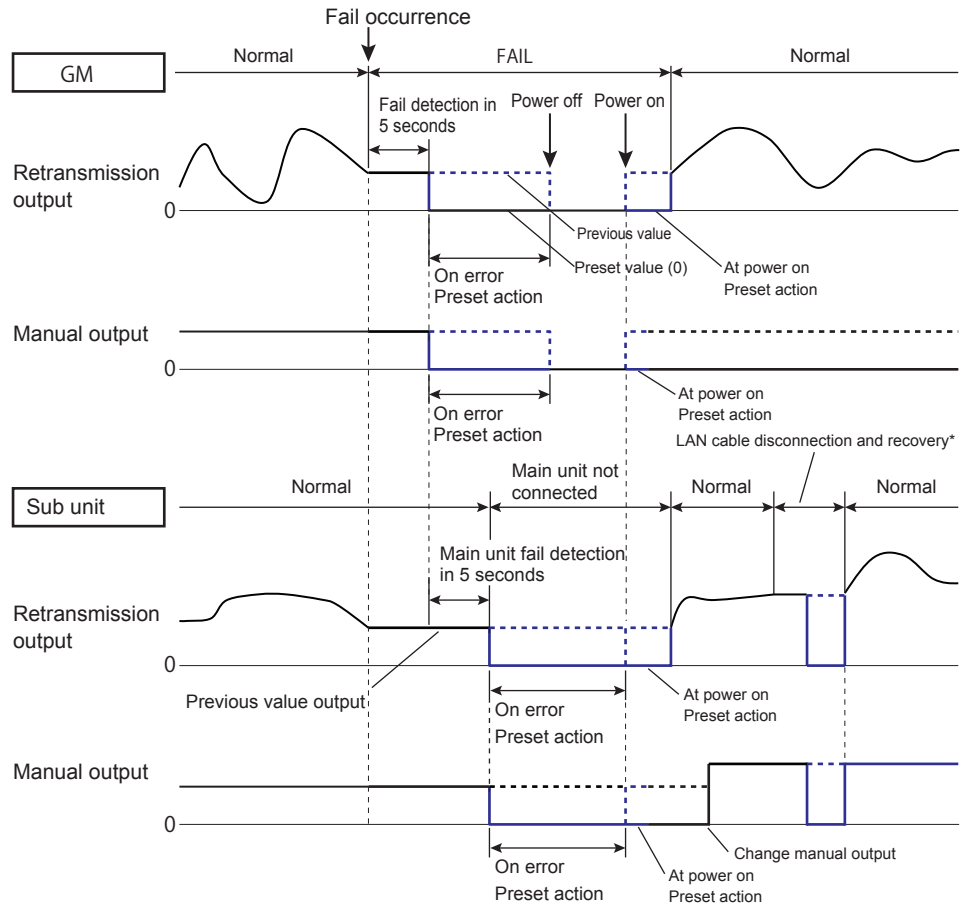 Fail occurrence
Normal
FAIL
Normal
GM
Fail detection in
5 seconds
Power off
Power on
Retransmission
output
0
Previous value
Preset value (0)
At power on
Preset action
On error
Preset action
Manual output
0
At power on
Preset action
On error
Preset action
LAN cable disconnection and recovery*
Normal
Main unit not
connected
Normal
Normal
Sub unit
Main unit fail detection
in 5 seconds
Retransmission
output
0
Previous value output
At power on
Preset action
On error
Preset action
Manual output
0
Change manual output
On error
Preset action
At power on
Preset action